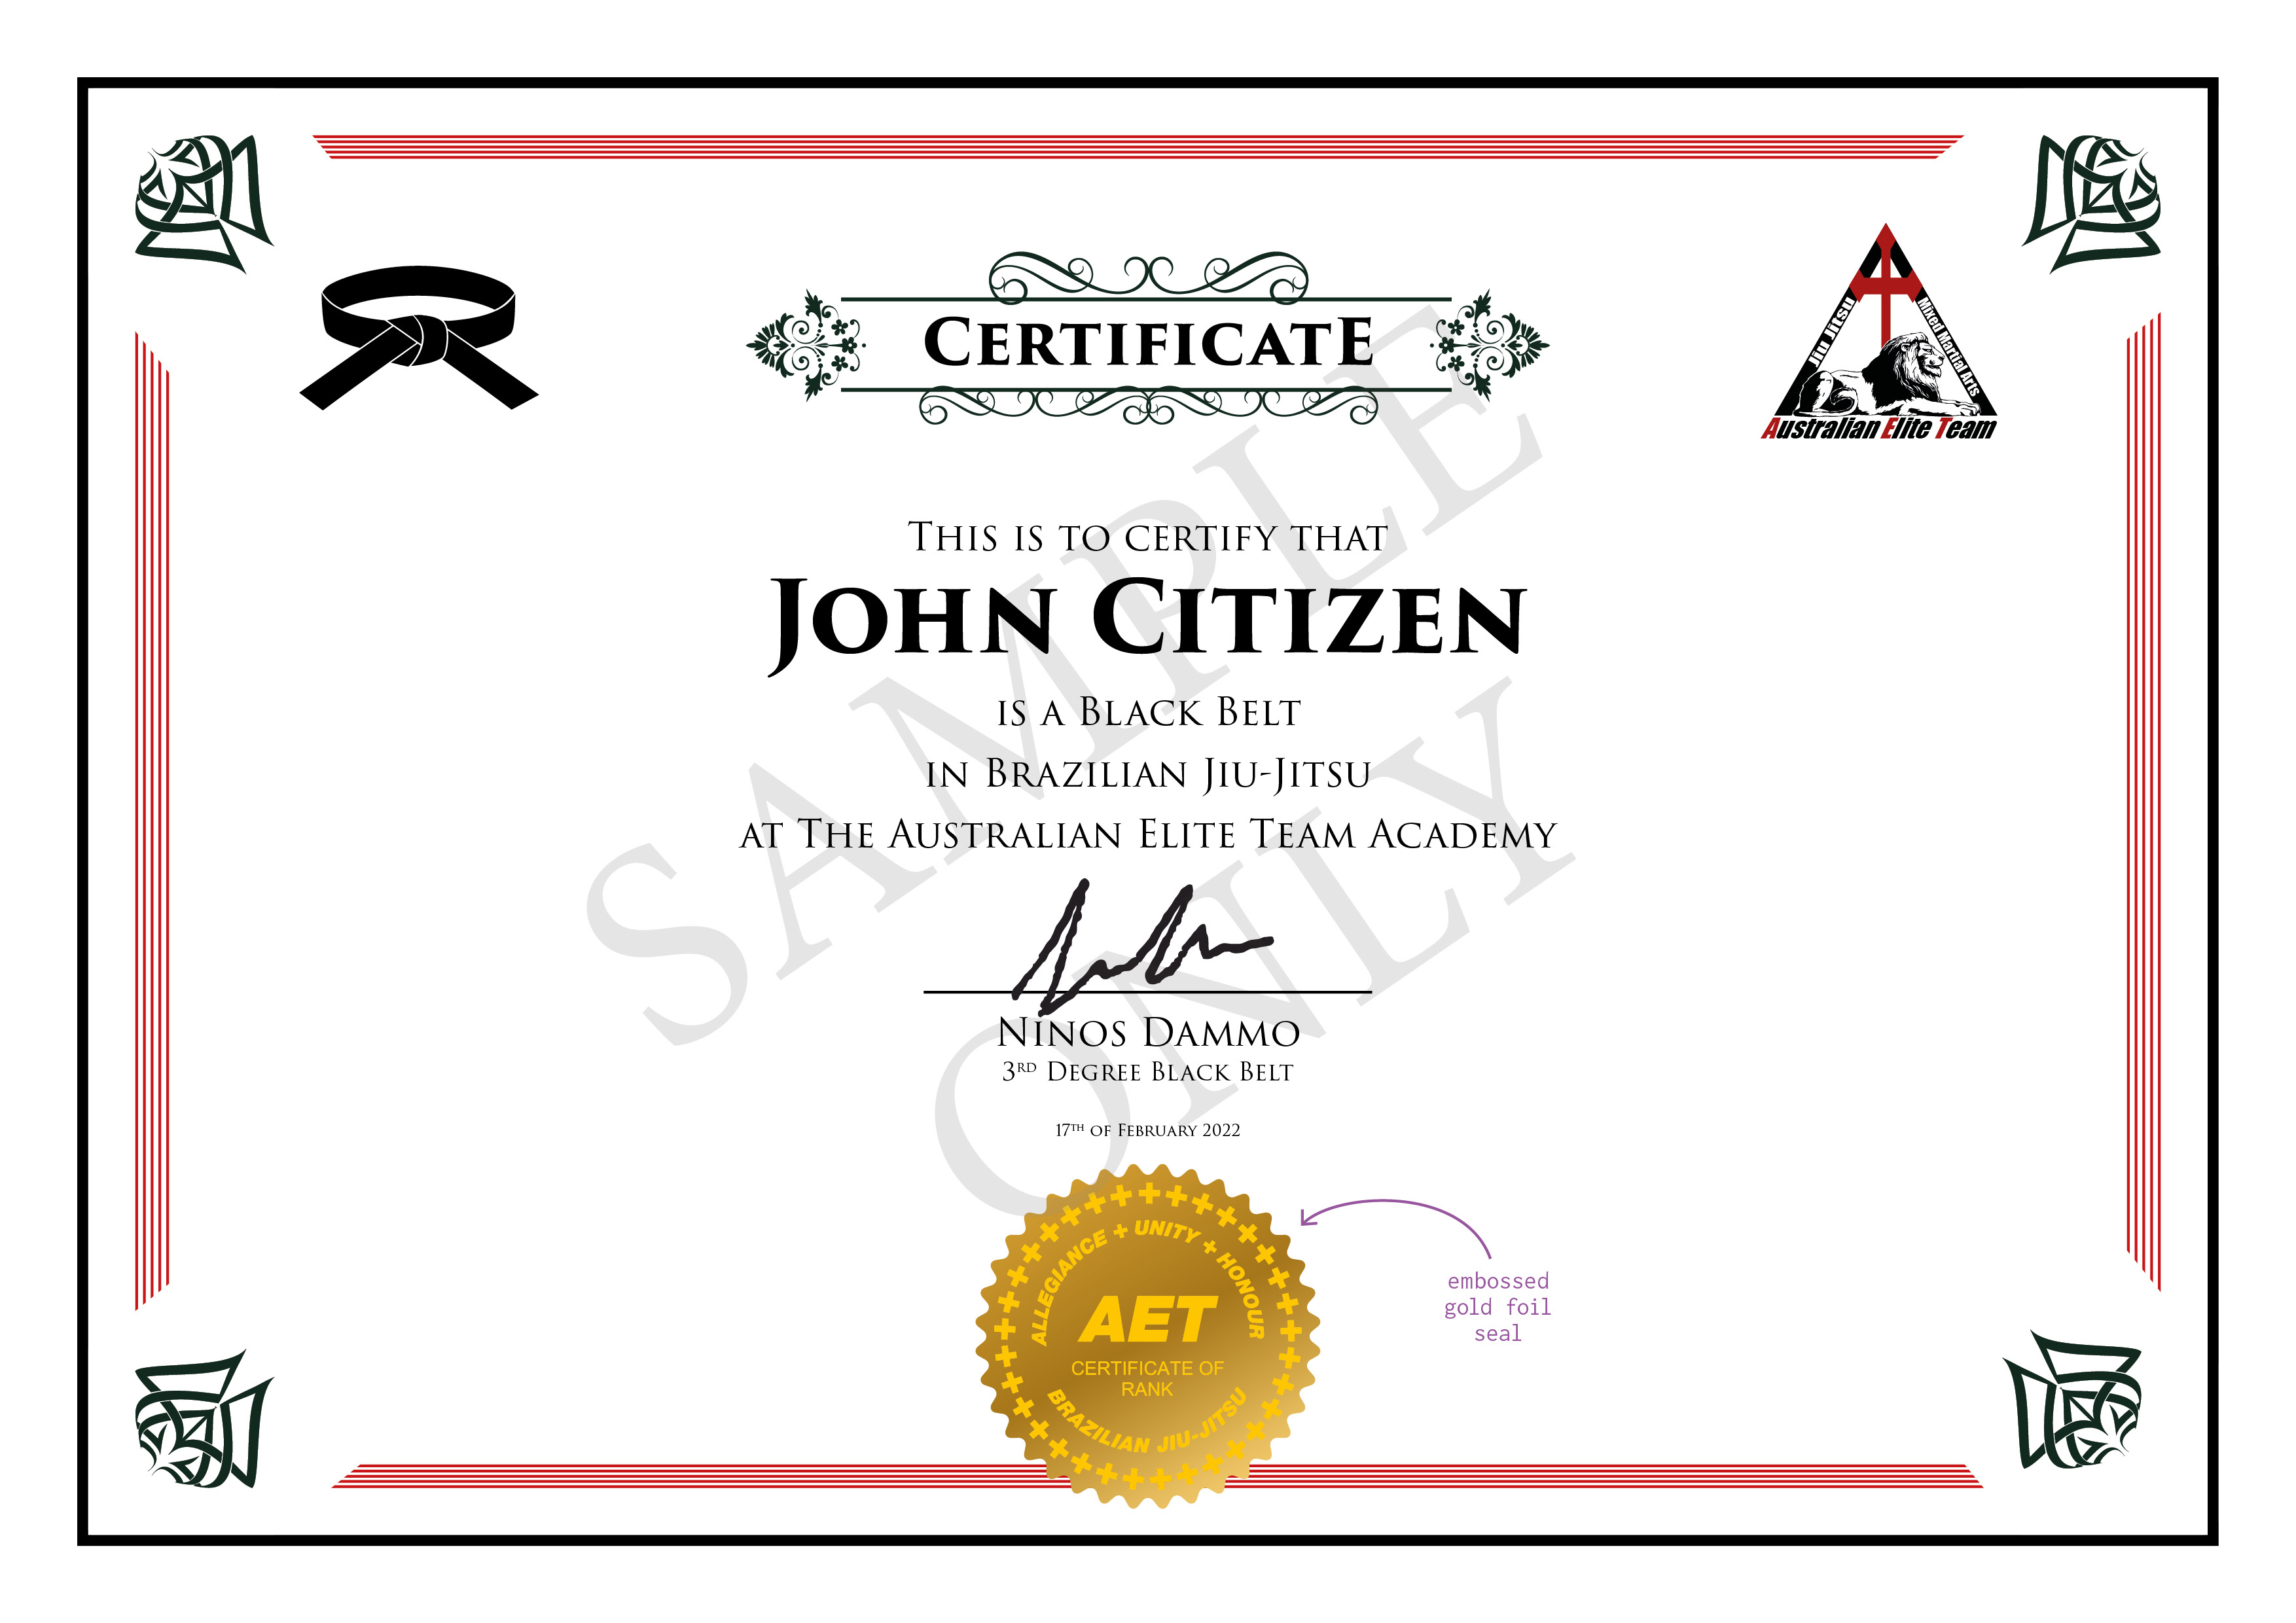 Certificate
Jiu Jitsu
Mixed Martial Arts
Australian Elite Team
This is to certify that
John Citizen
is a Black Belt
in Brazilian Jiu-Jitsu
at The Australian Elite Team Academy
SAMPLE
ONLY
Ninos Dammo
3rd Degree Black Belt
17th of February 2022
ALLEGIANCE + UNITY + HONOUR
AET
CERTIFICATE OF
RANK
BRAZILIAN JIU-JITSU
embossed
gold foil
seal